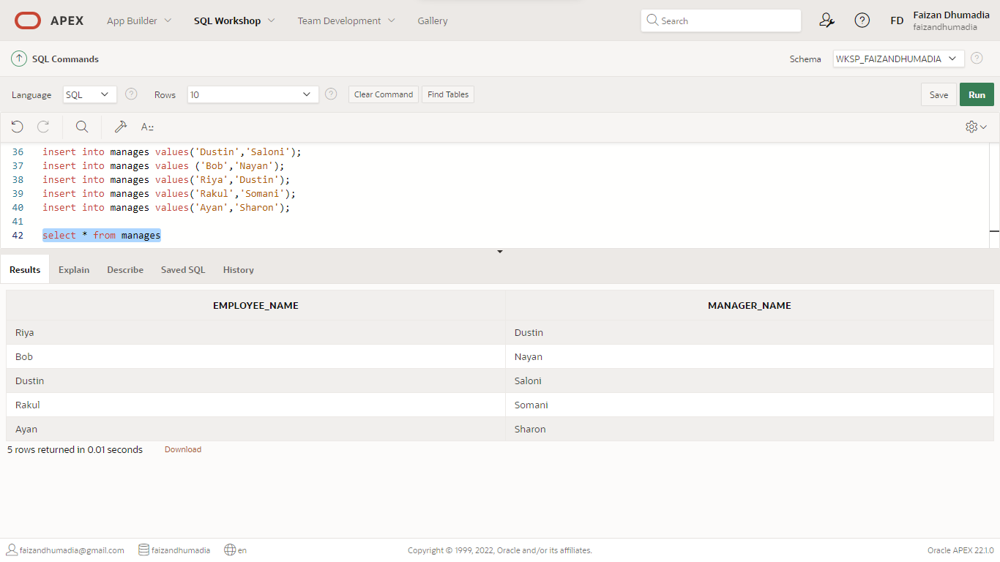 APEX App Builder SQL Workshop Team Development Gallery Search FD Faizan Dhumadia
faizandhumadia
SQL Commands Schema WKSP_FAIZANDHUMADIA
Language SQL Rows 10 Clear Command Find Tables Save Run
A::
36 insert into manages values('Dustin','Saloni');
37 insert into manages values ('Bob','Nayan');
38 insert into manages values('Riya','Dustin');
39 insert into manages values('Rakul','Somani');
40 insert into manages values('Ayan','Sharon');
41
42 select * from manages
Results Explain Describe Saved SQL History
EMPLOYEE_NAME MANAGER_NAME
Riya Dustin
Bob Nayan
Dustin Saloni
Rakul Somani
Ayan Sharon
5 rows returned in 0.01 seconds Download
faizandhumadia@gmail.com faizandhumadia en Copyright © 1999, 2022, Oracle and/or its affiliates. Oracle APEX 22.1.0